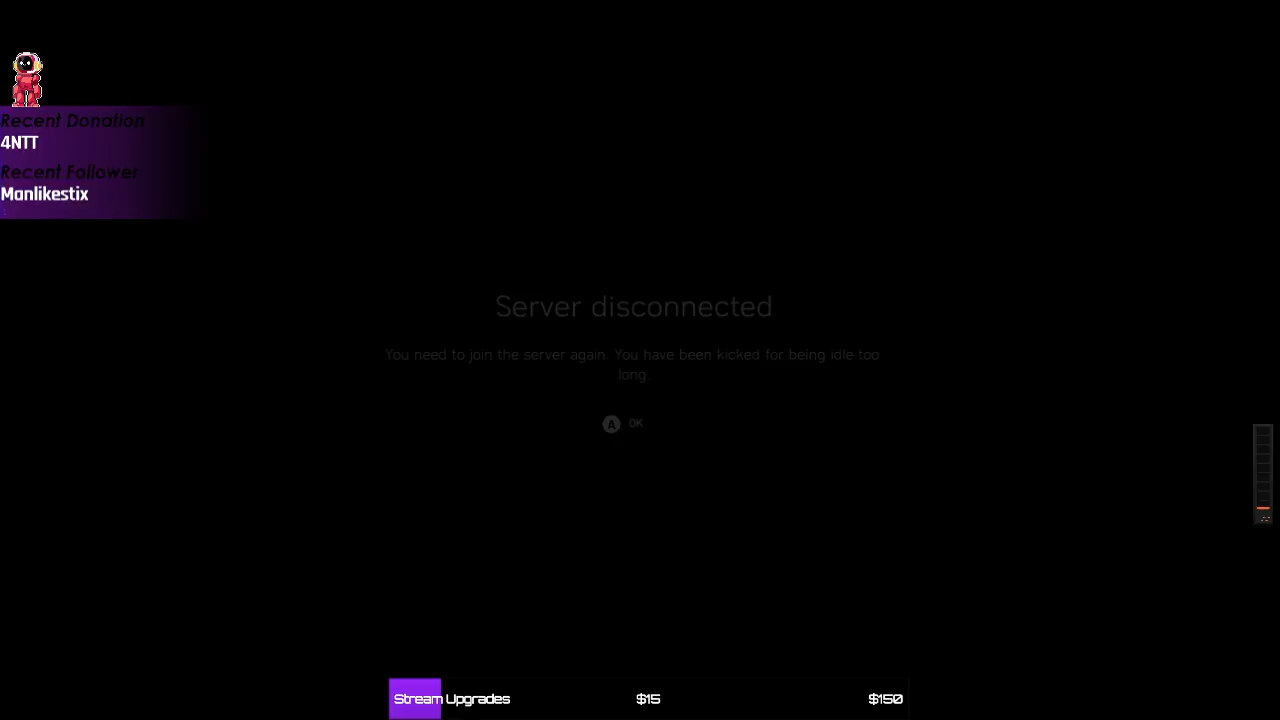 Recent Donation
4NTT
Recent Follower
Manlikestix
Server disconnected
You need to join the server again. You have been kicked for being idle too
long.
A OK
Stream Upgrades $15 $150